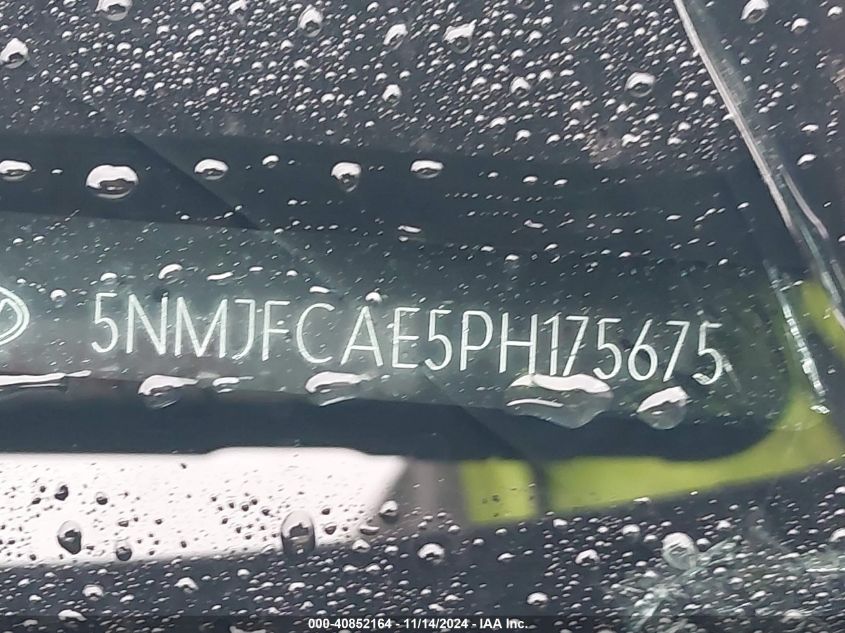 5NMJFCAE5PH175675
000-40852164 - 11/14/2024 - IAA Inc.